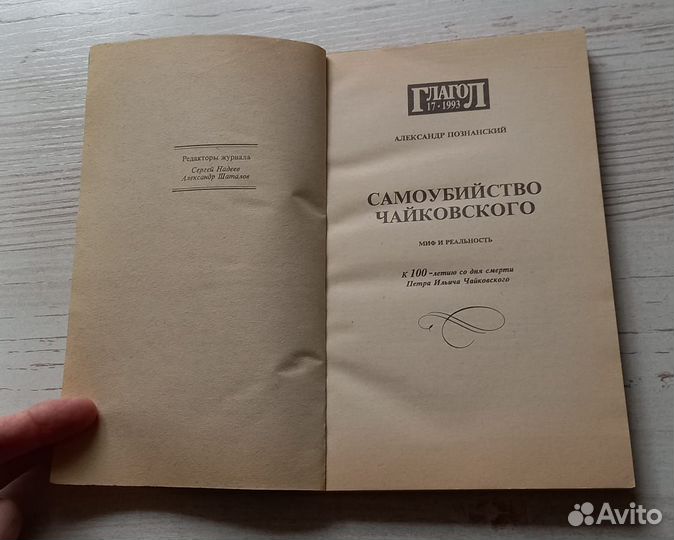 Редакторы журнала
Сергей Надеев
Александр Шаталов
ГЛАГОЛ
17 · 1993
АЛЕКСАНДР ПОЗНАНСКИЙ
САМОУБИЙСТВО
ЧАЙКОВСКОГО
МИФ И РЕАЛЬНОСТЬ
К 100-летию со дня смерти
Петра Ильича Чайковского
Avito